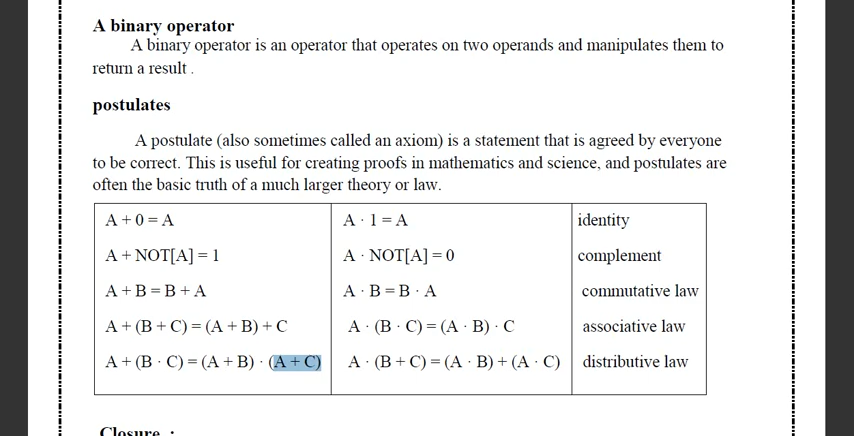 A binary operator
A binary operator is an operator that operates on two operands and manipulates them to
return a result .
postulates
A postulate (also sometimes called an axiom) is a statement that is agreed by everyone
to be correct. This is useful for creating proofs in mathematics and science, and postulates are
often the basic truth of a much larger theory or law.
A + 0 = A A · 1 = A identity
A + NOT[A] = 1 A · NOT[A] = 0 complement
A + B = B + A A · B = B · A commutative law
A + (B + C) = (A + B) + C A · (B · C) = (A · B) · C associative law
A + (B · C) = (A + B) · (A + C) A · (B + C) = (A · B) + (A · C) distributive law
Closure :